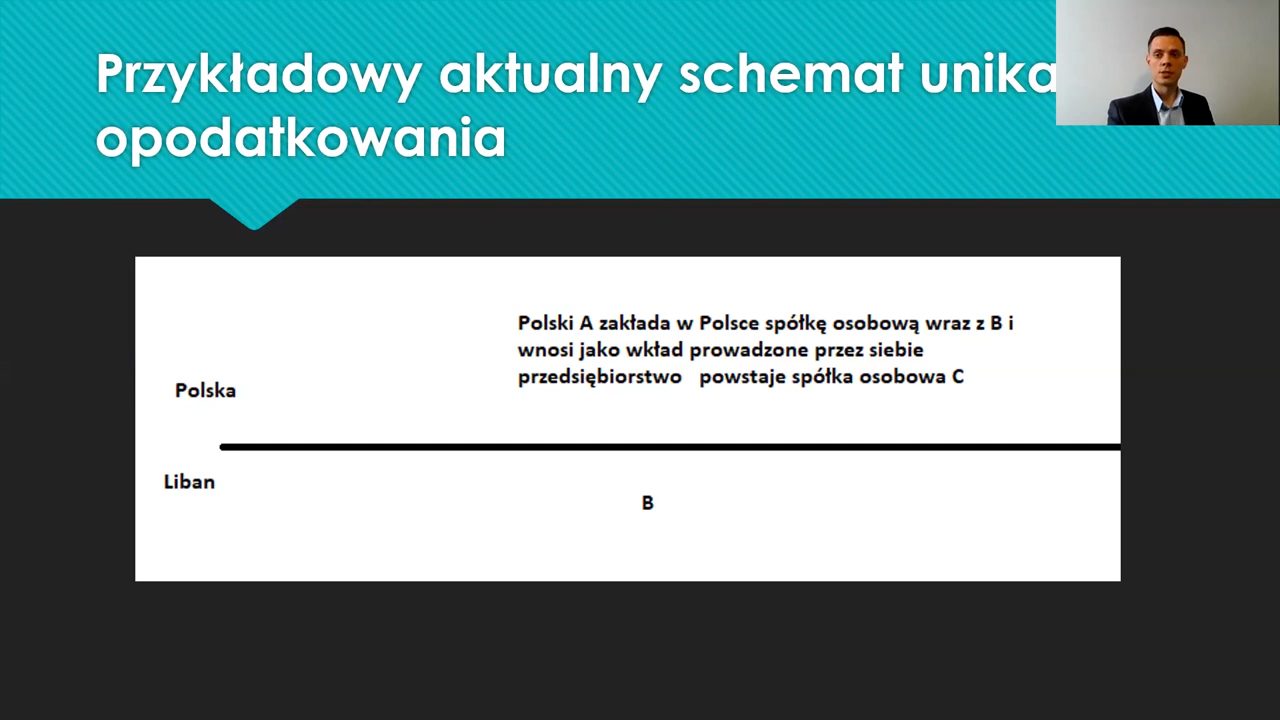 Przykładowy aktualny schemat unika
opodatkowania
Polski A zakłada w Polsce spółkę osobową wraz z B i
wnosi jako wkład prowadzone przez siebie
przedsiębiorstwo powstaje spółka osobowa C
Polska
Liban
B